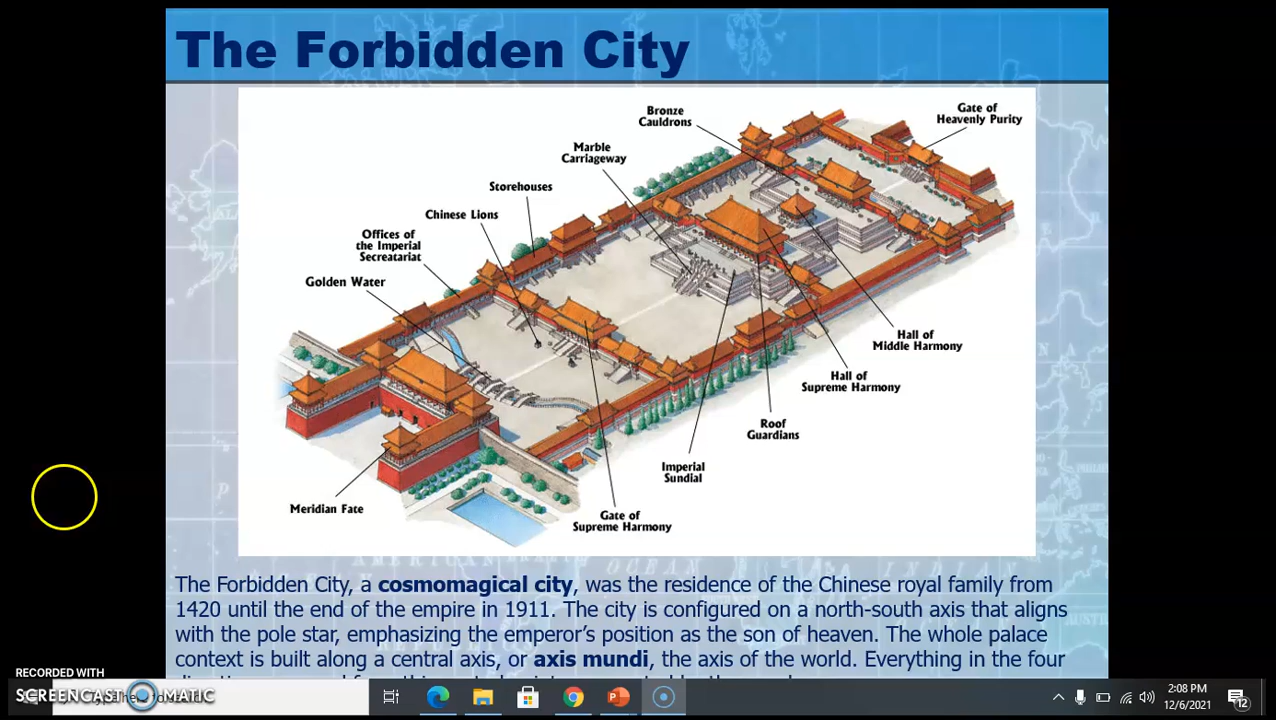 The Forbidden City
Bronze
Cauldrons
Gate of
Heavenly Purity
Marble
Carriageway
Storehouses
Chinese Lions
Offices of
the Imperial
Secreatariat
Golden Water
Hall of
Middle Harmony
Hall of
Supreme Harmony
Roof
Guardians
Imperial
Sundial
Meridian Fate
Gate of
Supreme Harmony
The Forbidden City, a cosmomagical city, was the residence of the Chinese royal family from
1420 until the end of the empire in 1911. The city is configured on a north-south axis that aligns
with the pole star, emphasizing the emperor's position as the son of heaven. The whole palace
context is built along a central axis, or axis mundi, the axis of the world. Everything in the four
RECORDED WITH
SCREENCAST MATIC
2:08 PM
12/6/2021
12